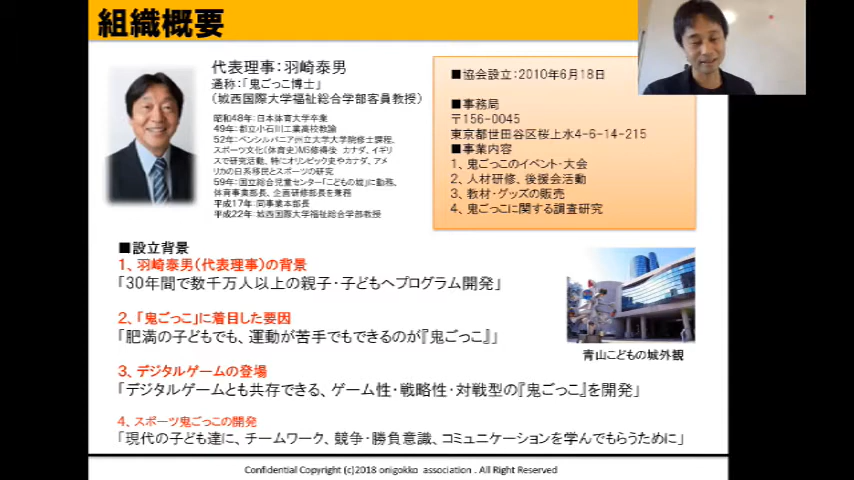 組織概要
代表理事：羽崎泰男
通称：「鬼ごっこ博士」
（城西国際大学福祉総合学部客員教授）
昭和48年：日本体育大学卒業
49年：都立小石川工業高校教諭
52年：ペンシルバニア州立大学大学院修士課程、
スポーツ文化（体育史）MS修得後 カナダ、イギリ
スで研究活動、特にオリンピック史やカナダ、アメ
リカの日系移民とスポーツの研究
59年：国立総合児童センター「こどもの城」に勤務、
体育事業部長、企画研修部長を兼務
平成17年：同事業本部長
平成22年：城西国際大学福祉総合学部教授
■協会設立：2010年6月18日
■事務局
〒156-0045
東京都世田谷区桜上水4-6-14-215
■事業内容
1、鬼ごっこのイベント・大会
2、人材研修、後援会活動
3、教材・グッズの販売
4、鬼ごっこに関する調査研究
■設立背景
1、羽崎泰男（代表理事）の背景
「30年間で数千万人以上の親子・子どもへプログラム開発」
2、「鬼ごっこ」に着目した要因
「肥満の子どもでも、運動が苦手でもできるのが『鬼ごっこ』」
3、デジタルゲームの登場
「デジタルゲームとも共存できる、ゲーム性・戦略性・対戦型の『鬼ごっこ』を開発」
4、スポーツ鬼ごっこの開発
「現代の子ども達に、チームワーク、競争・勝負意識、コミュニケーションを学んでもらうために」
青山こどもの城外観
Confidential Copyright (c)2018 onigokko association . All Right Reserved